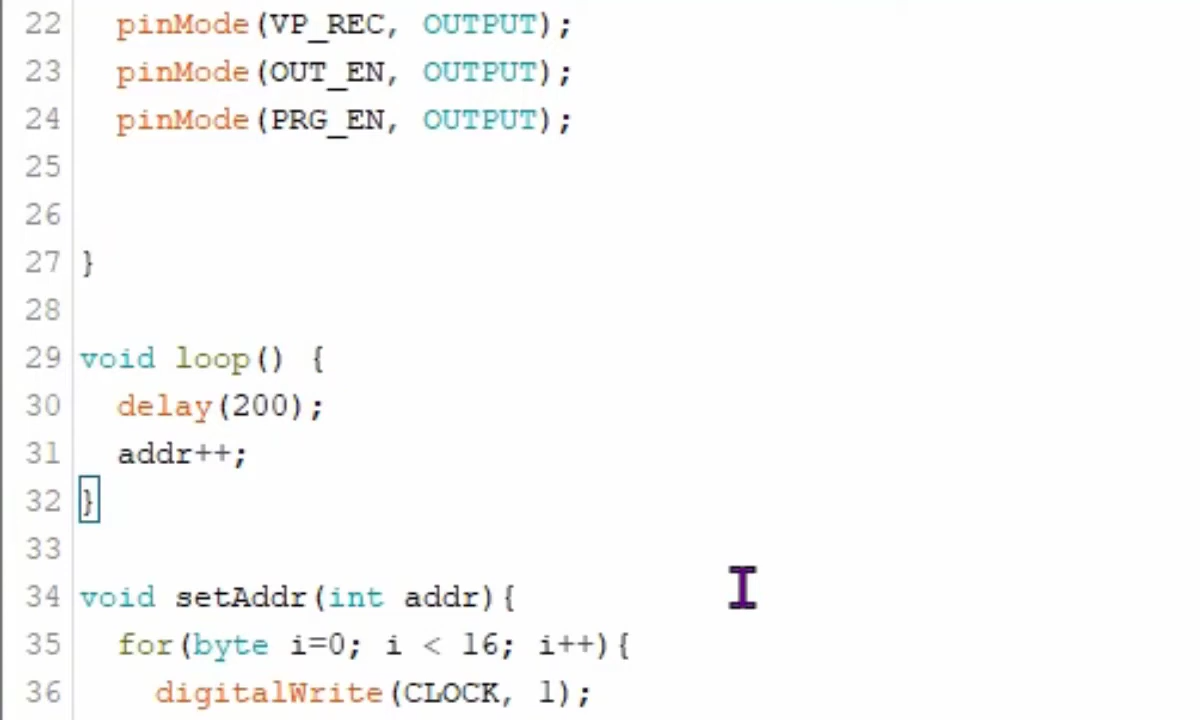 22 pinMode(VP_REC, OUTPUT);
23 pinMode(OUT_EN, OUTPUT);
24 pinMode(PRG_EN, OUTPUT);
25
26
27 }
28
29 void loop() {
30 delay(200);
31 addr++;
32 }
33
34 void setAddr(int addr){
35 for(byte i=0; i < 16; i++){
36 digitalWrite(CLOCK, 1);